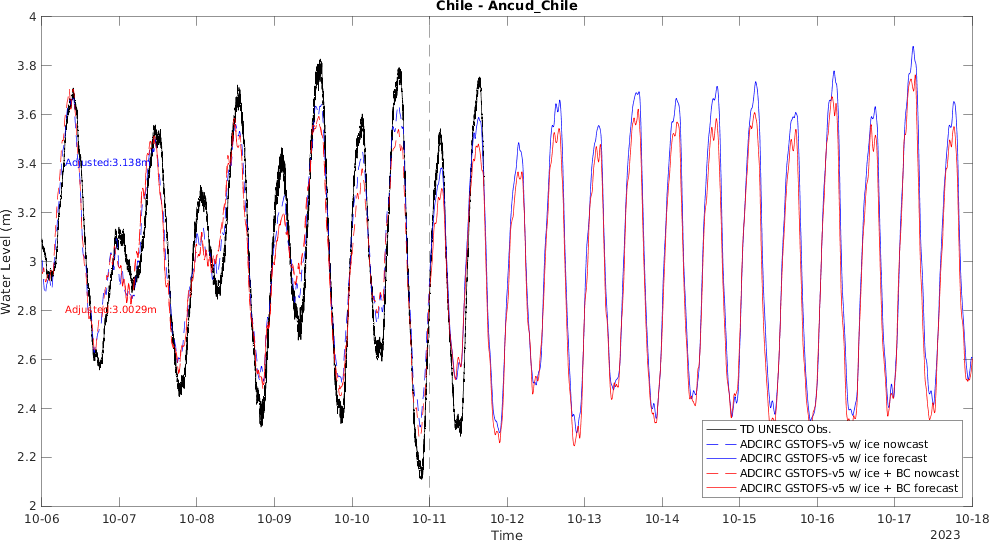 Chile - Ancud_Chile
Water Level (m)
4
3.8
3.6
3.4
3.2
3
2.8
2.6
2.4
2.2
2
Adjusted:3.138m
Adjusted:3.0029m
TD UNESCO Obs.
ADCIRC GSTOFS-v5 w/ ice nowcast
ADCIRC GSTOFS-v5 w/ ice forecast
ADCIRC GSTOFS-v5 w/ ice + BC nowcast
ADCIRC GSTOFS-v5 w/ ice + BC forecast
10-06 10-07 10-08 10-09 10-10 10-11 10-12 10-13 10-14 10-15 10-16 10-17 10-18
Time
2023